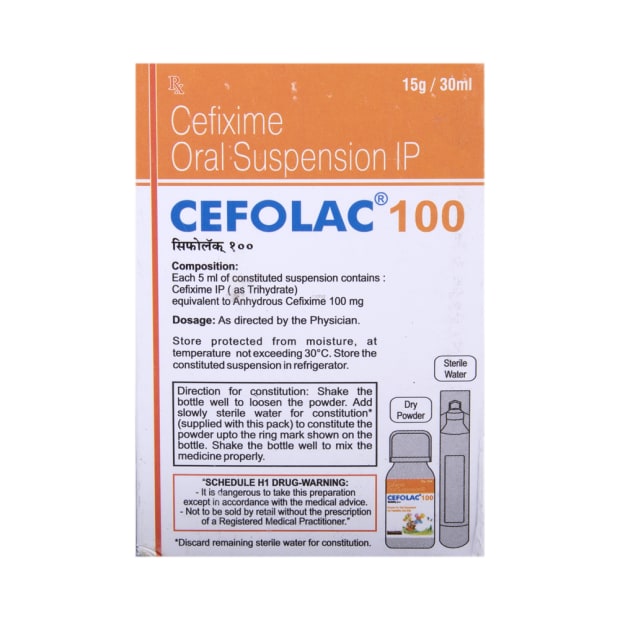 Rx
15g / 30ml
Cefixime
Oral Suspension IP
CEFOLAC® 100
सिफोलॅक् १००
Composition:
Each 5 ml of constituted suspension contains :
Cefixime IP ( as Trihydrate)
equivalent to Anhydrous Cefixime 100 mg
Dosage: As directed by the Physician.
Store protected from moisture, at
temperature not exceeding 30°C. Store the
constituted suspension in refrigerator.
Direction for constitution: Shake the
bottle well to loosen the powder. Add
slowly sterile water for constitution*
(supplied with this pack) to constitute the
powder upto the ring mark shown on the
bottle. Shake the bottle well to mix the
medicine properly.
"SCHEDULE H1 DRUG-WARNING:
- It is dangerous to take this preparation
except in accordance with the medical advice.
- Not to be sold by retail without the prescription
of a Registered Medical Practitioner."
*Discard remaining sterile water for constitution.
Sterile
Water
Dry
Powder
CEFOLAC 100